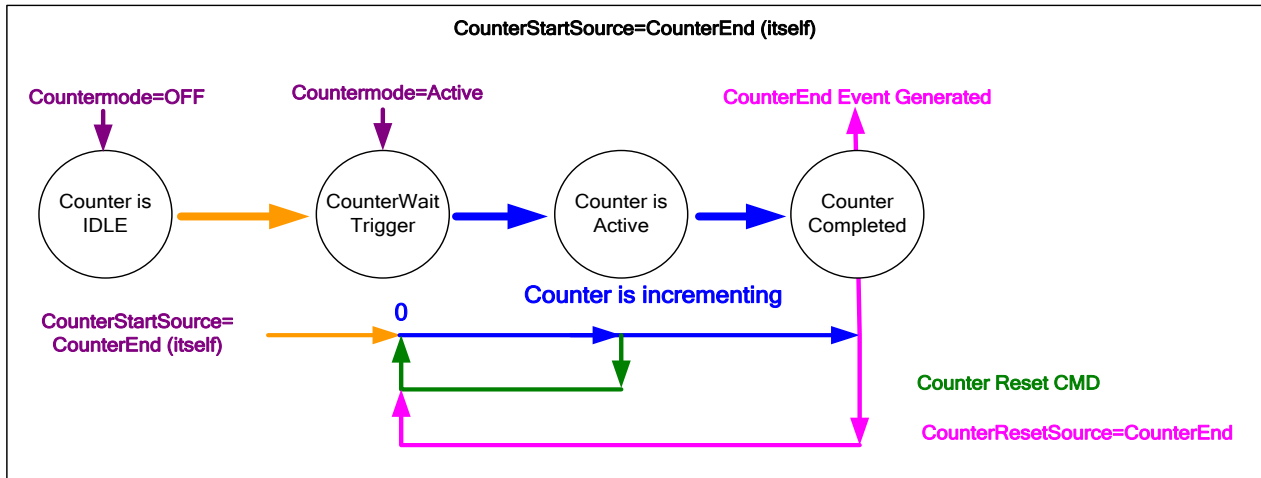 CounterStartSource=CounterEnd (itself)
Countermode=OFF
Countermode=Active
CounterEnd Event Generated
Counter is
IDLE
CounterWait
Trigger
Counter is
Active
Counter
Completed
Counter is incrementing
0
CounterStartSource=
CounterEnd (itself)
Counter Reset CMD
CounterResetSource=CounterEnd